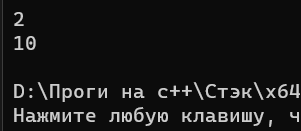 2
10
D:\Проги на c++\Стэк\x64
Нажмите любую клавишу, ч